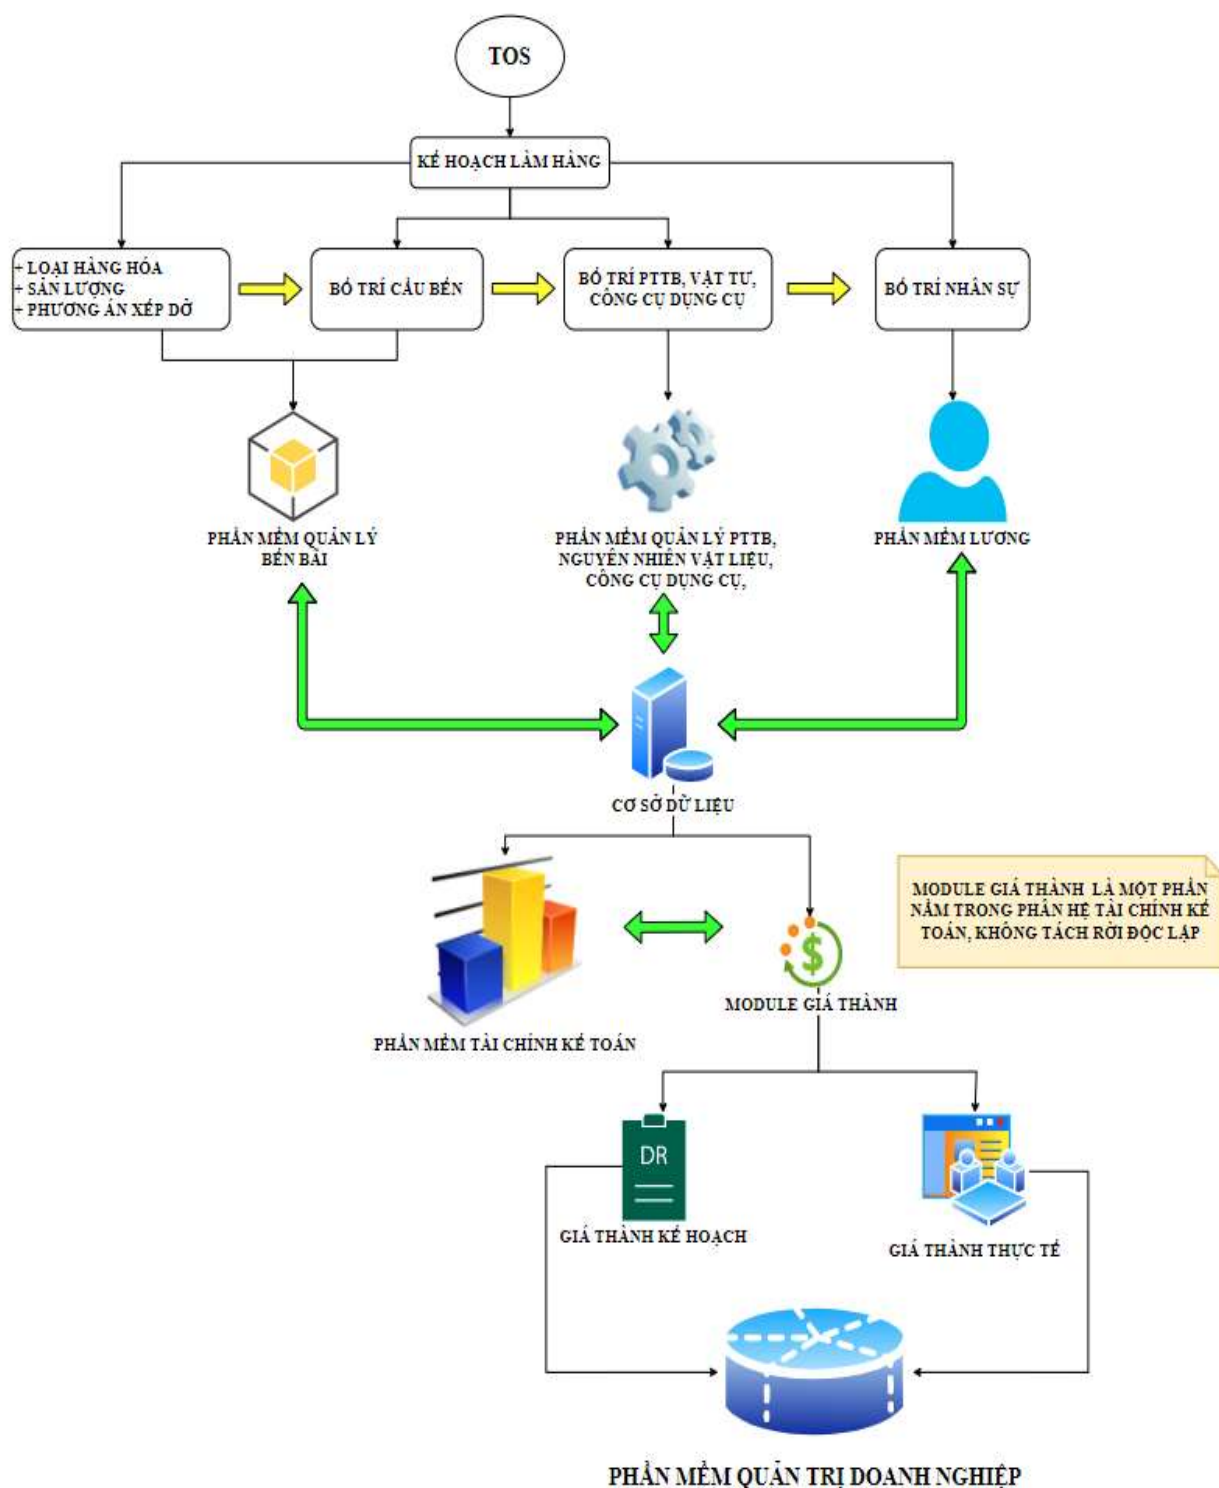 TOS
KẾ HOẠCH LÀM HÀNG
+ LOẠI HÀNG HÓA
+ SẢN LƯỢNG
+ PHƯƠNG ÁN XẾP DỠ
BỐ TRÍ CẦU BẾN
BỐ TRÍ PTTB, VẬT TƯ,
CÔNG CỤ DỤNG CỤ
BỐ TRÍ NHÂN SỰ
PHẦN MỀM QUẢN LÝ
BẾN BÃI
PHẦN MỀM QUẢN LÝ PTTB,
NGUYÊN NHIÊN VẬT LIỆU,
CÔNG CỤ DỤNG CỤ,
PHẦN MỀM LƯƠNG
CƠ SỞ DỮ LIỆU
MODULE GIÁ THÀNH LÀ MỘT PHẦN
NẰM TRONG PHÂN HỆ TÀI CHÍNH KẾ
TOÁN, KHÔNG TÁCH RỜI ĐỘC LẬP
$
MODULE GIÁ THÀNH
PHẦN MỀM TÀI CHÍNH KẾ TOÁN
DR
GIÁ THÀNH KẾ HOẠCH
GIÁ THÀNH THỰC TẾ
PHẦN MỀM QUẢN TRỊ DOANH NGHIỆP